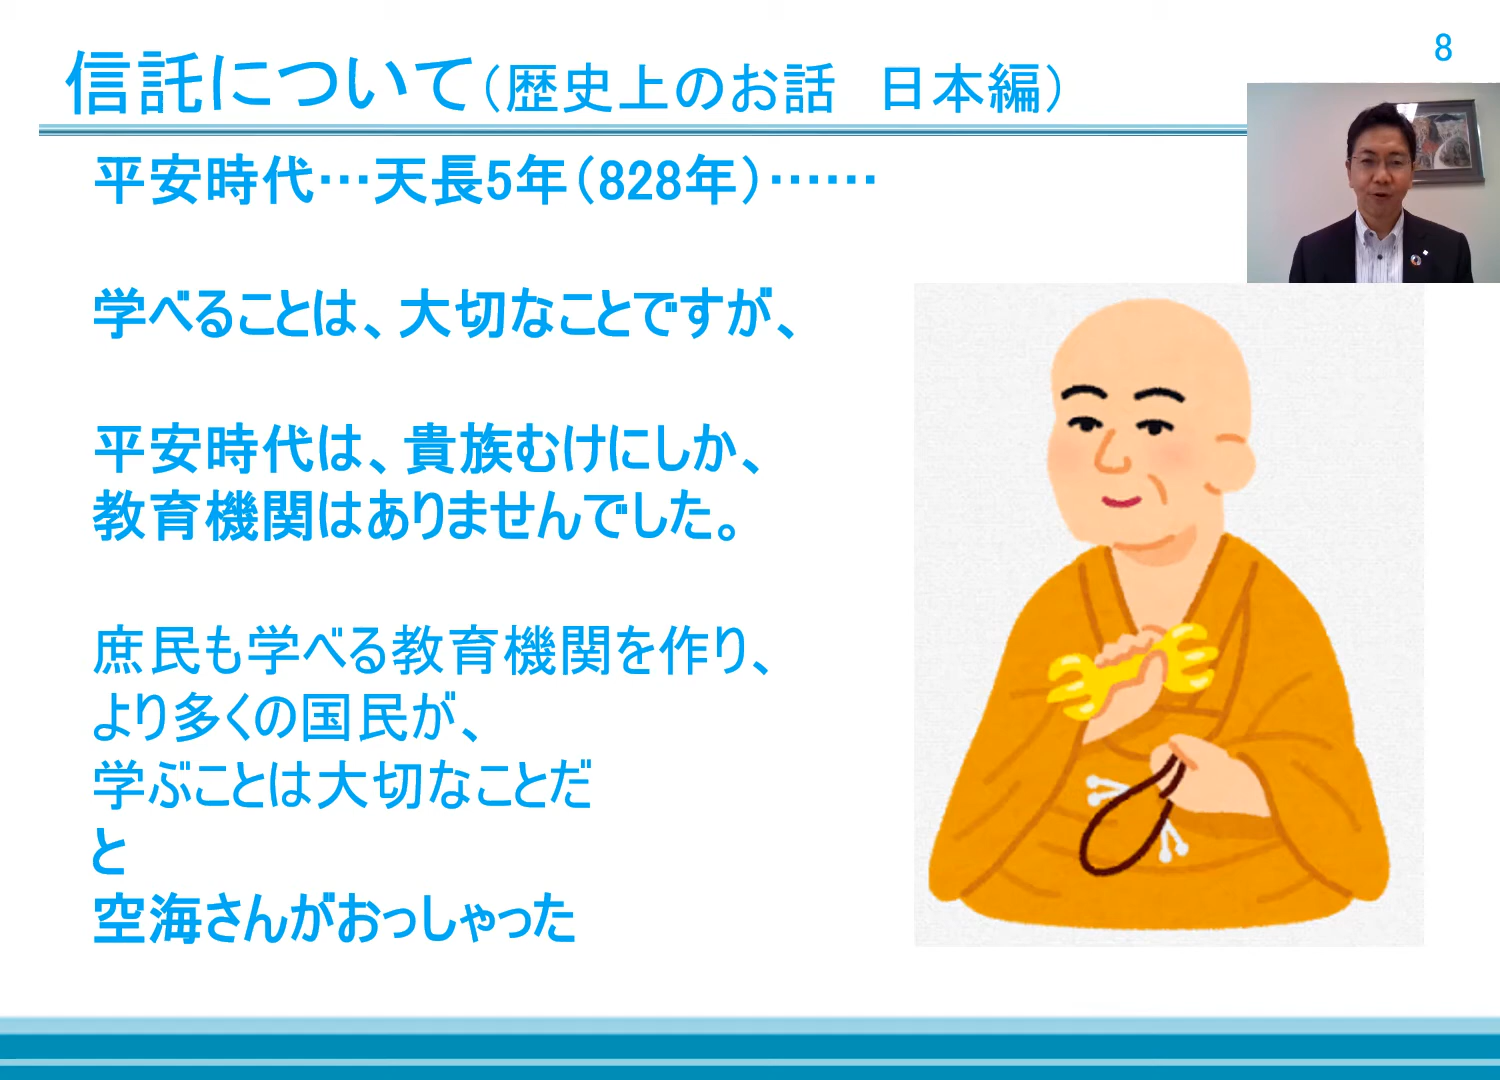 8
信託について（歴史上のお話　日本編）
平安時代…天長5年（828年）……
学べることは、大切なことですが、
平安時代は、貴族むけにしか、
教育機関はありませんでした。
庶民も学べる教育機関を作り、
より多くの国民が、
学ぶことは大切なことだ
と
空海さんがおっしゃった